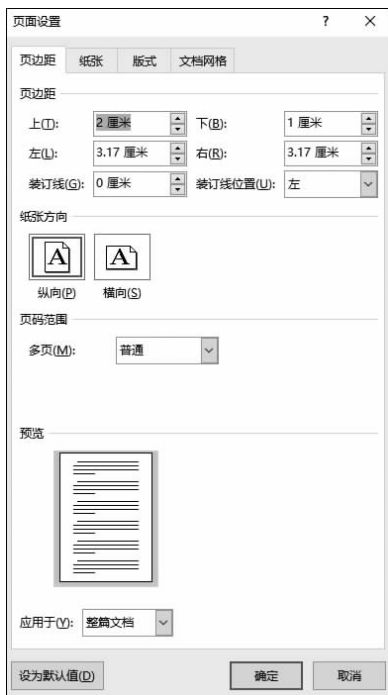 页面设置 ? ×
页边距 纸张 版式 文档网格
页边距
上(T): 2 厘米 下(B): 1 厘米
左(L): 3.17 厘米 右(R): 3.17 厘米
装订线(G): 0 厘米 装订线位置(U): 左
纸张方向
A A
纵向(P) 横向(S)
页码范围
多页(M): 普通
预览
应用于(Y): 整篇文档
设为默认值(D) 确定 取消